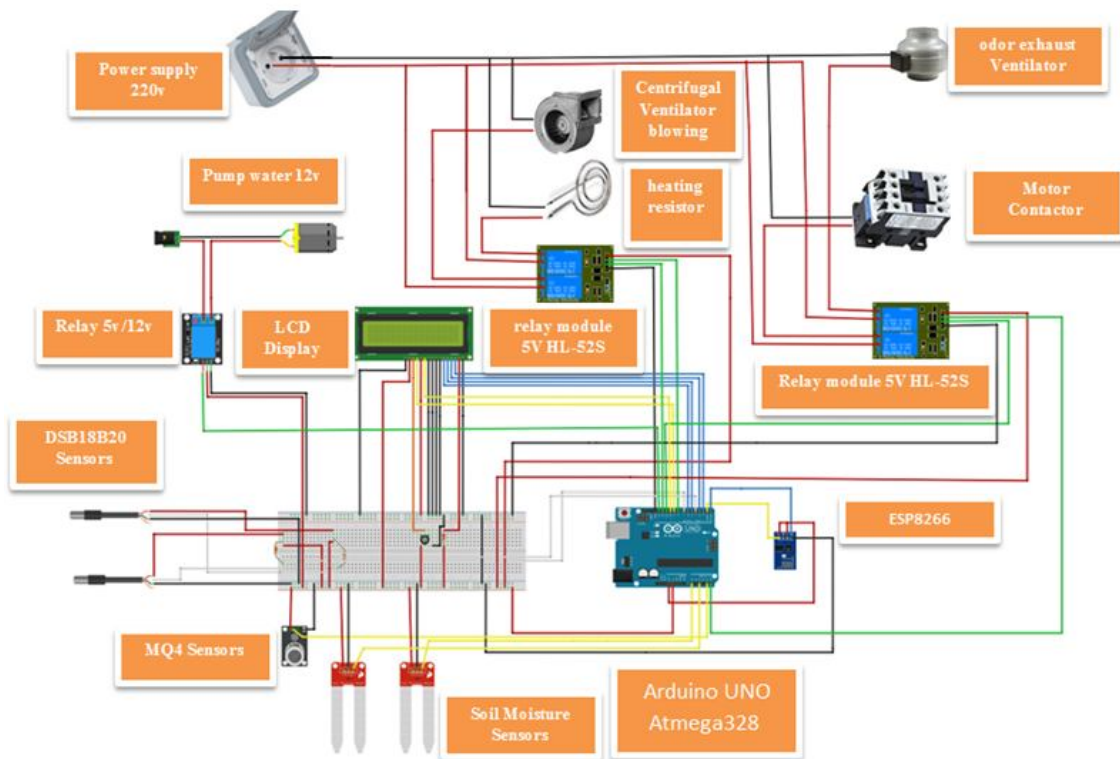 Power supply
220v
odor exhaust
Ventilator
Centrifugal
Ventilator
blowing
Pump water 12v
heating
resistor
Motor
Contactor
Relay 5v/12v
LCD
Display
relay module
5V HL-52S
Relay module 5V HL-52S
DSB18B20
Sensors
UNO
ESP8266
MQ4 Sensors
Soil Moisture
Sensors
Arduino UNO
Atmega328